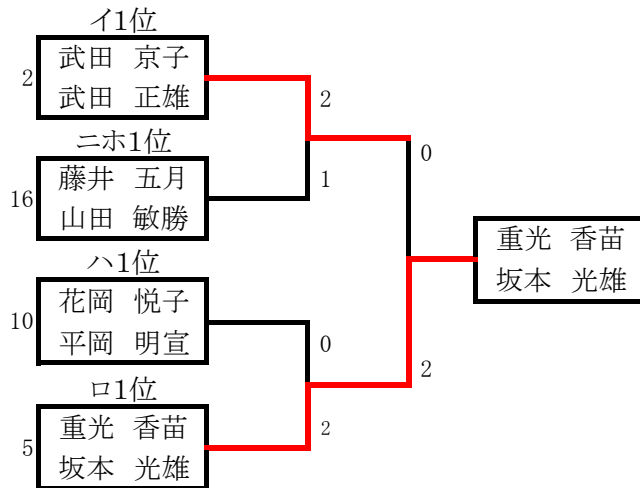 イ1位
2
武田 京子
武田 正雄
2
0
ニホ1位
16
藤井 五月
山田 敏勝
1
重光 香苗
坂本 光雄
ハ1位
10
花岡 悦子
平岡 明宣
0
2
ロ1位
5
重光 香苗
坂本 光雄
2